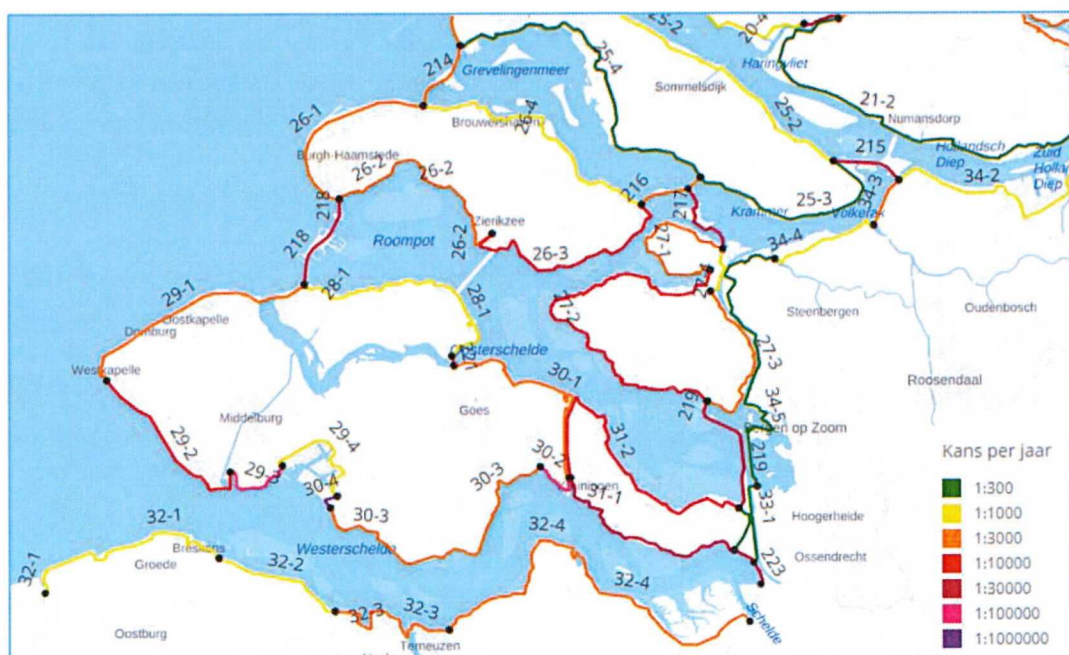 25-2
20-4
214
Grevelingenmeer
25-4
Haringvliet
Sommelsdijk
26-1
Brouwershaven
26-4
25-2
21-2
Numansdorp
Burgh-Haamstede
26-2
26-2
215
Hollandsch
Diep
Zuid
Holla
Diep
34-2
218
216
217
25-3
34-3
Krammer
Volkerak
Zierikzee
218
Roompot
26-2
26-3
27-1
34-4
29-1
28-1
28-1
27-2
27-4
Steenbergen
Oudenbosch
Oostkapelle
Domburg
Oosterschelde
27-3
Westkapelle
30-1
Roosendaal
Goes
219
34-5
Bergen op Zoom
Middelburg
29-2
29-3
29-4
31-2
219
Kans per jaar
30-4
30-3
30-2
31-1
33-1
1:300
Hoogerheide
1:1000
30-3
32-1
32-4
Breskens
Westerschelde
1:3000
Groede
Ossendrecht
32-1
32-2
32-4
223
1:10000
1:30000
32-3
32-3
Schelde
1:100000
Oostburg
Terneuzen
1:1000000